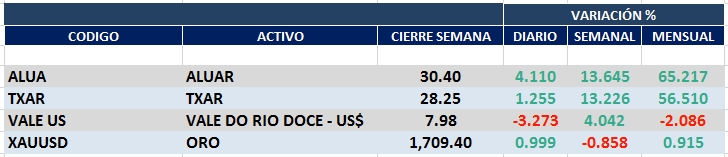 VARIACIÓN %
CODIGO ACTIVO CIERRE SEMANA DIARIO SEMANAL MENSUAL
ALUA ALUAR 30.40 4.110 13.645 65.217
TXAR TXAR 28.25 1.255 13.226 56.510
VALE US VALE DO RIO DOCE - US$ 7.98 -3.273 4.042 -2.086
XAUUSD ORO 1,709.40 0.999 -0.858 0.915